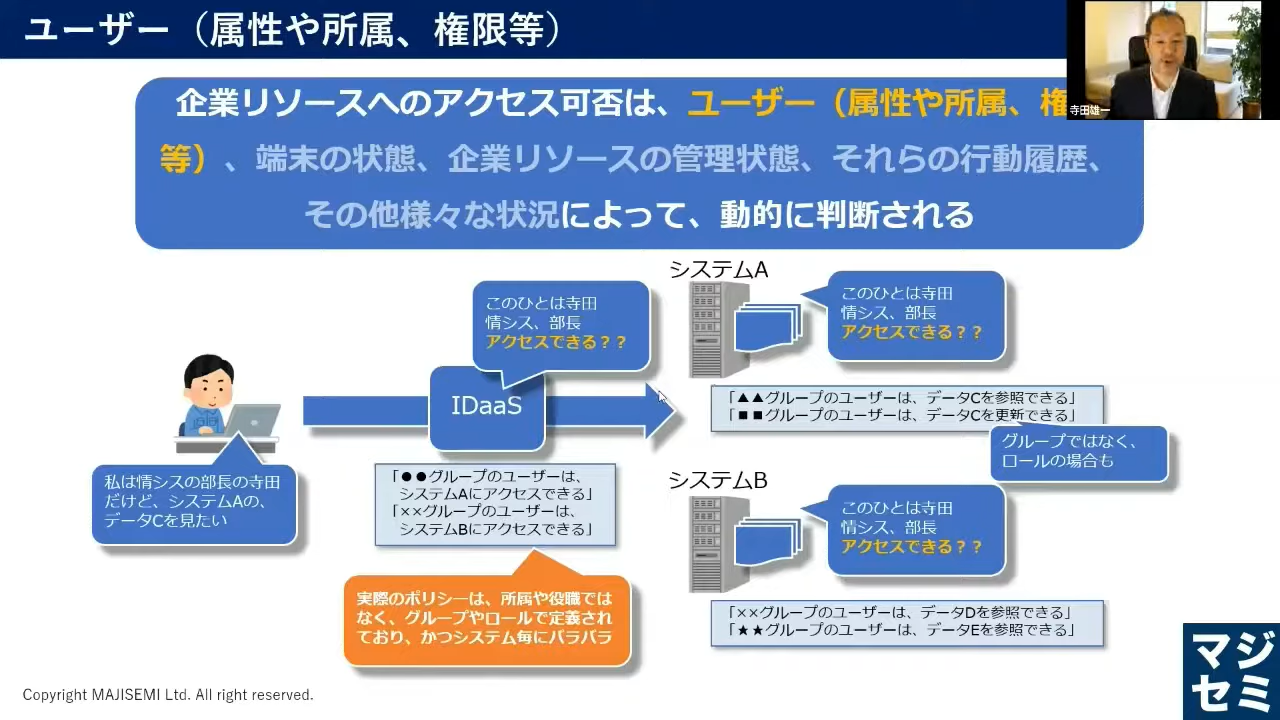 ユーザー（属性や所属、権限等）
寺田雄一
企業リソースへのアクセス可否は、ユーザー（属性や所属、権
等）、端末の状態、企業リソースの管理状態、それらの行動履歴、
その他様々な状況によって、動的に判断される
システムA
このひとは寺田
情シス、部長
アクセスできる？？
このひとは寺田
情シス、部長
アクセスできる？？
IDaaS
「▲▲グループのユーザーは、データCを参照できる」
「■■グループのユーザーは、データCを更新できる」
グループではなく、
ロールの場合も
私は情シスの部長の寺田
だけど、システムAの、
データCを見たい
「●●グループのユーザーは、
システムAにアクセスできる」
「××グループのユーザーは、
システムBにアクセスできる」
システムB
このひとは寺田
情シス、部長
アクセスできる？？
実際のポリシーは、所属や役職では
なく、グループやロールで定義され
ており、かつシステム毎にバラバラ
「××グループのユーザーは、データDを参照できる」
「★★グループのユーザーは、データEを参照できる」
マジ
セミ
Copyright MAJISEMI Ltd. All right reserved.